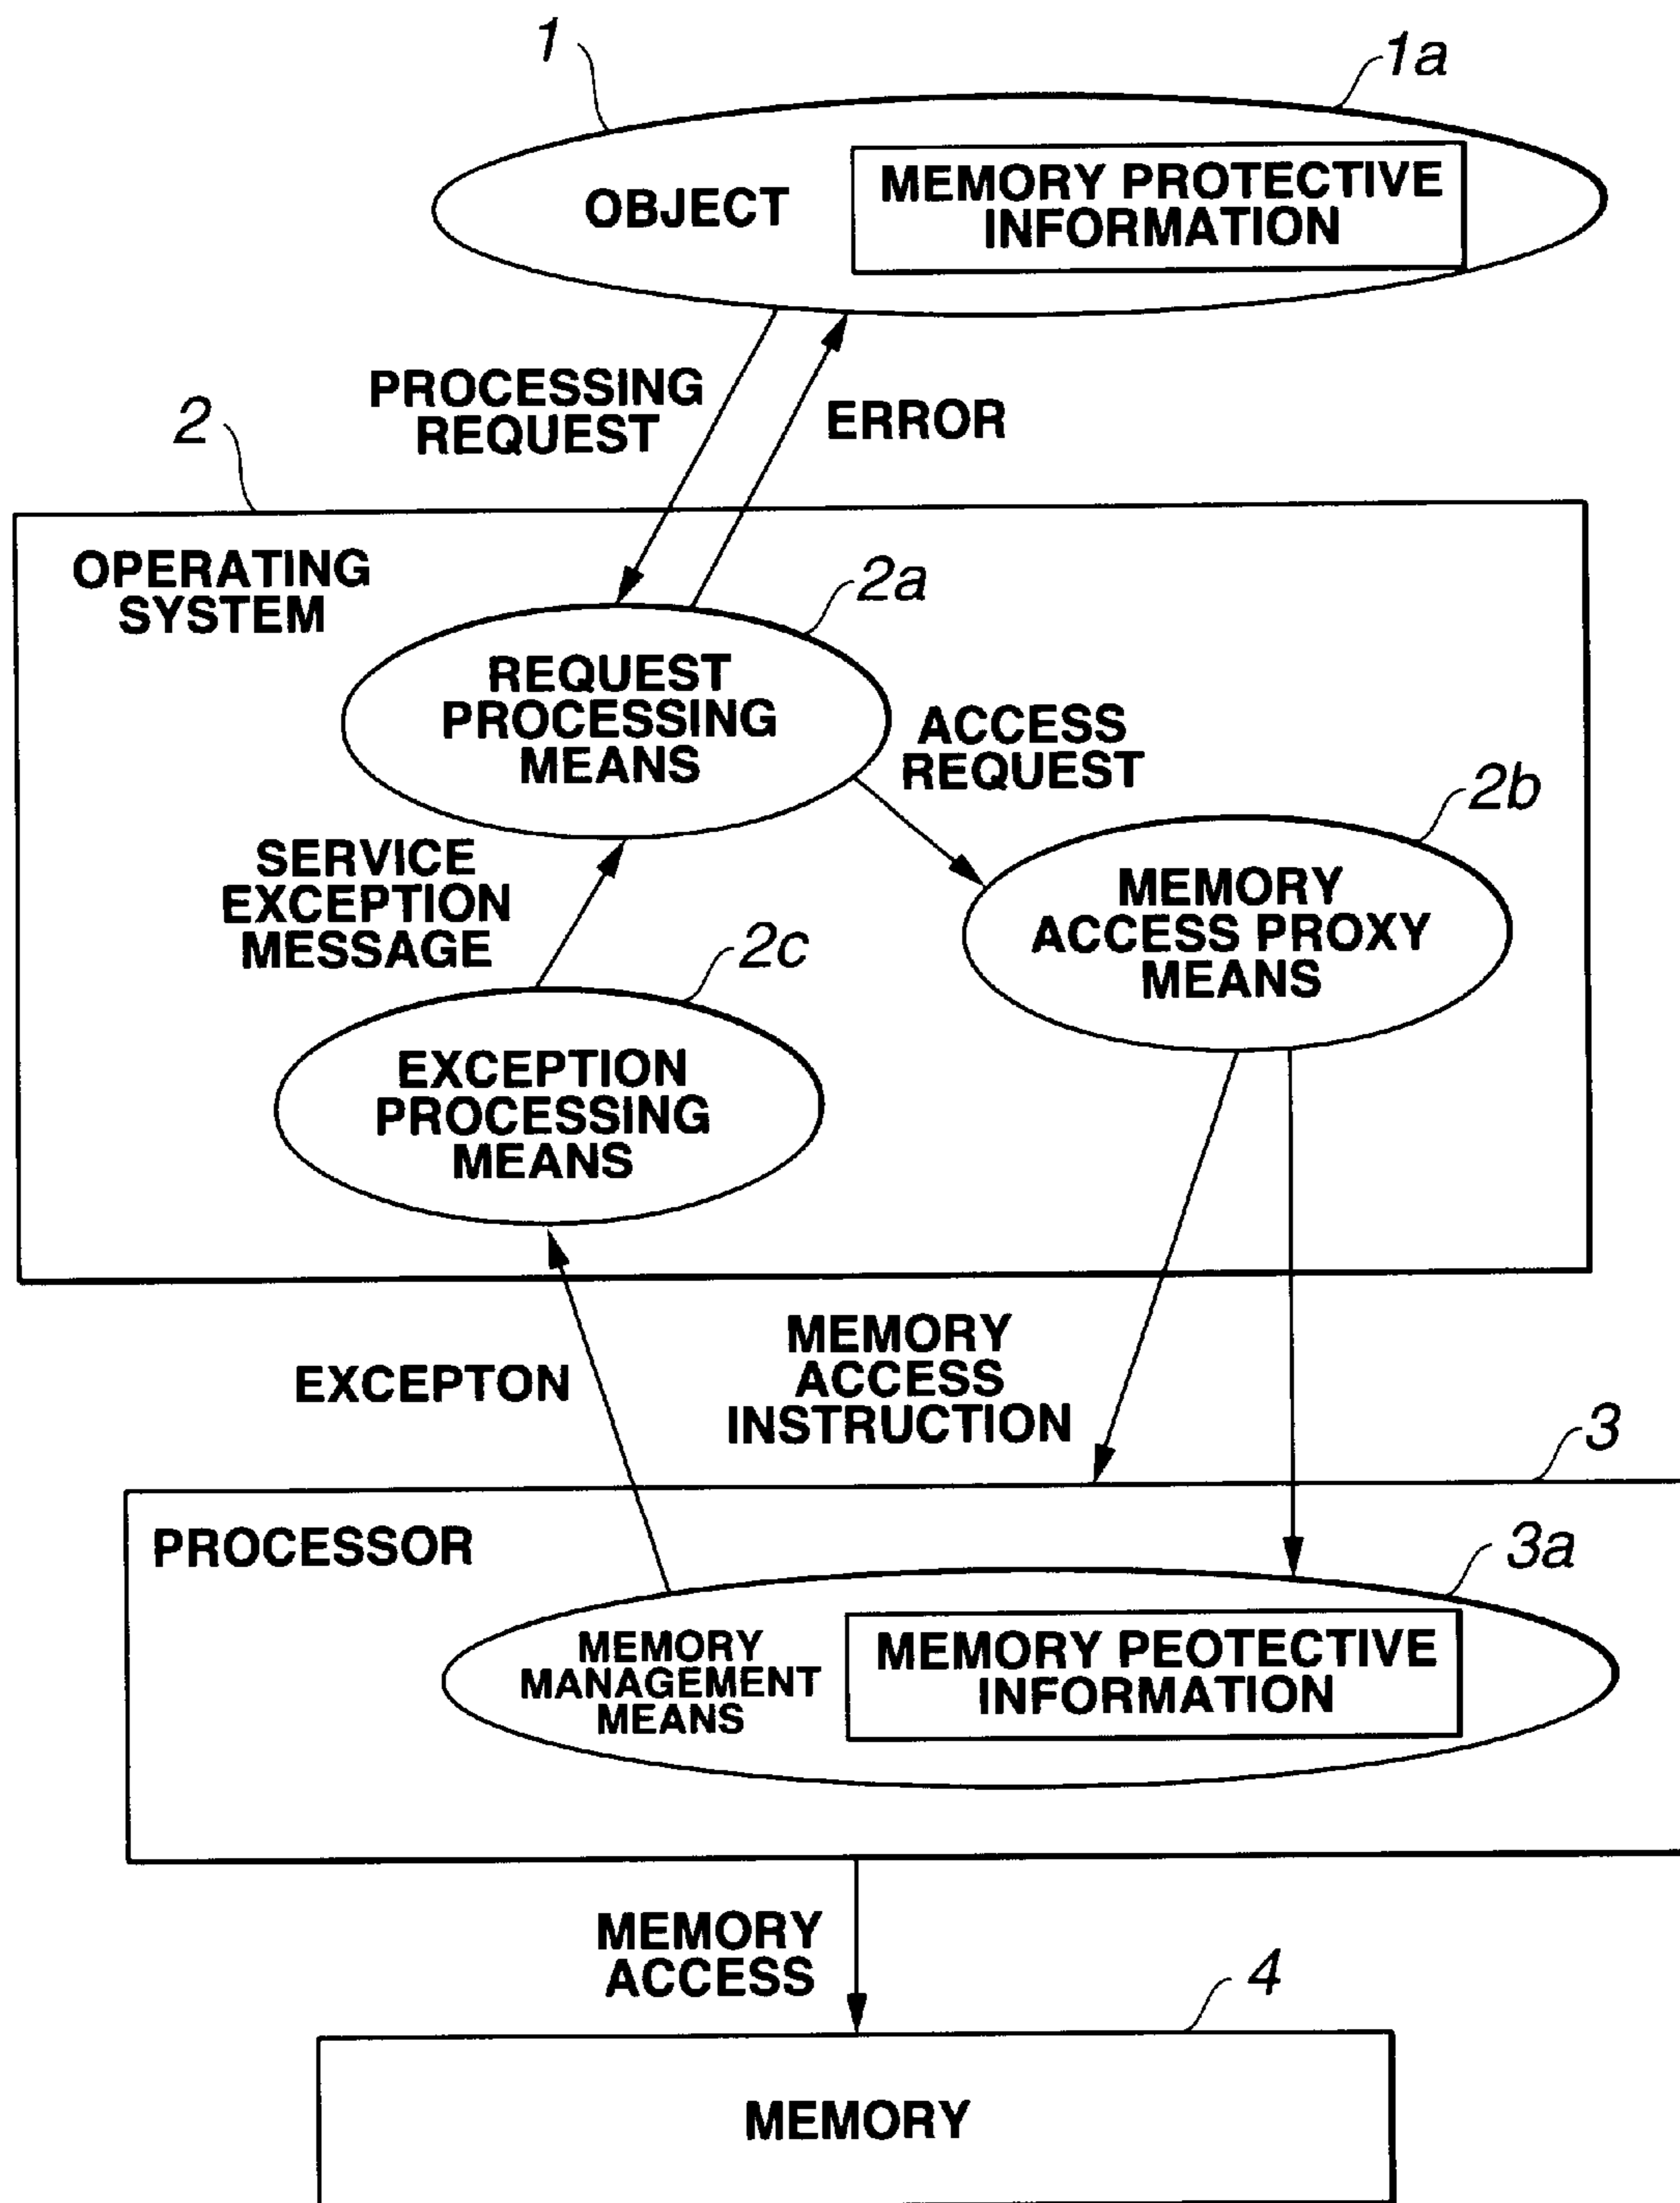 1
1a
OBJECT
MEMORY PROTECTIVE
INFORMATION
PROCESSING
REQUEST
ERROR
2
OPERATING
SYSTEM
2a
REQUEST
PROCESSING
MEANS
ACCESS
REQUEST
2b
SERVICE
EXCEPTION
MESSAGE
MEMORY
ACCESS PROXY
MEANS
2c
EXCEPTION
PROCESSING
MEANS
EXCEPTON
MEMORY
ACCESS
INSTRUCTION
3
PROCESSOR
3a
MEMORY
MANAGEMENT
MEANS
MEMORY PEOTECTIVE
INFORMATION
MEMORY
ACCESS
4
MEMORY